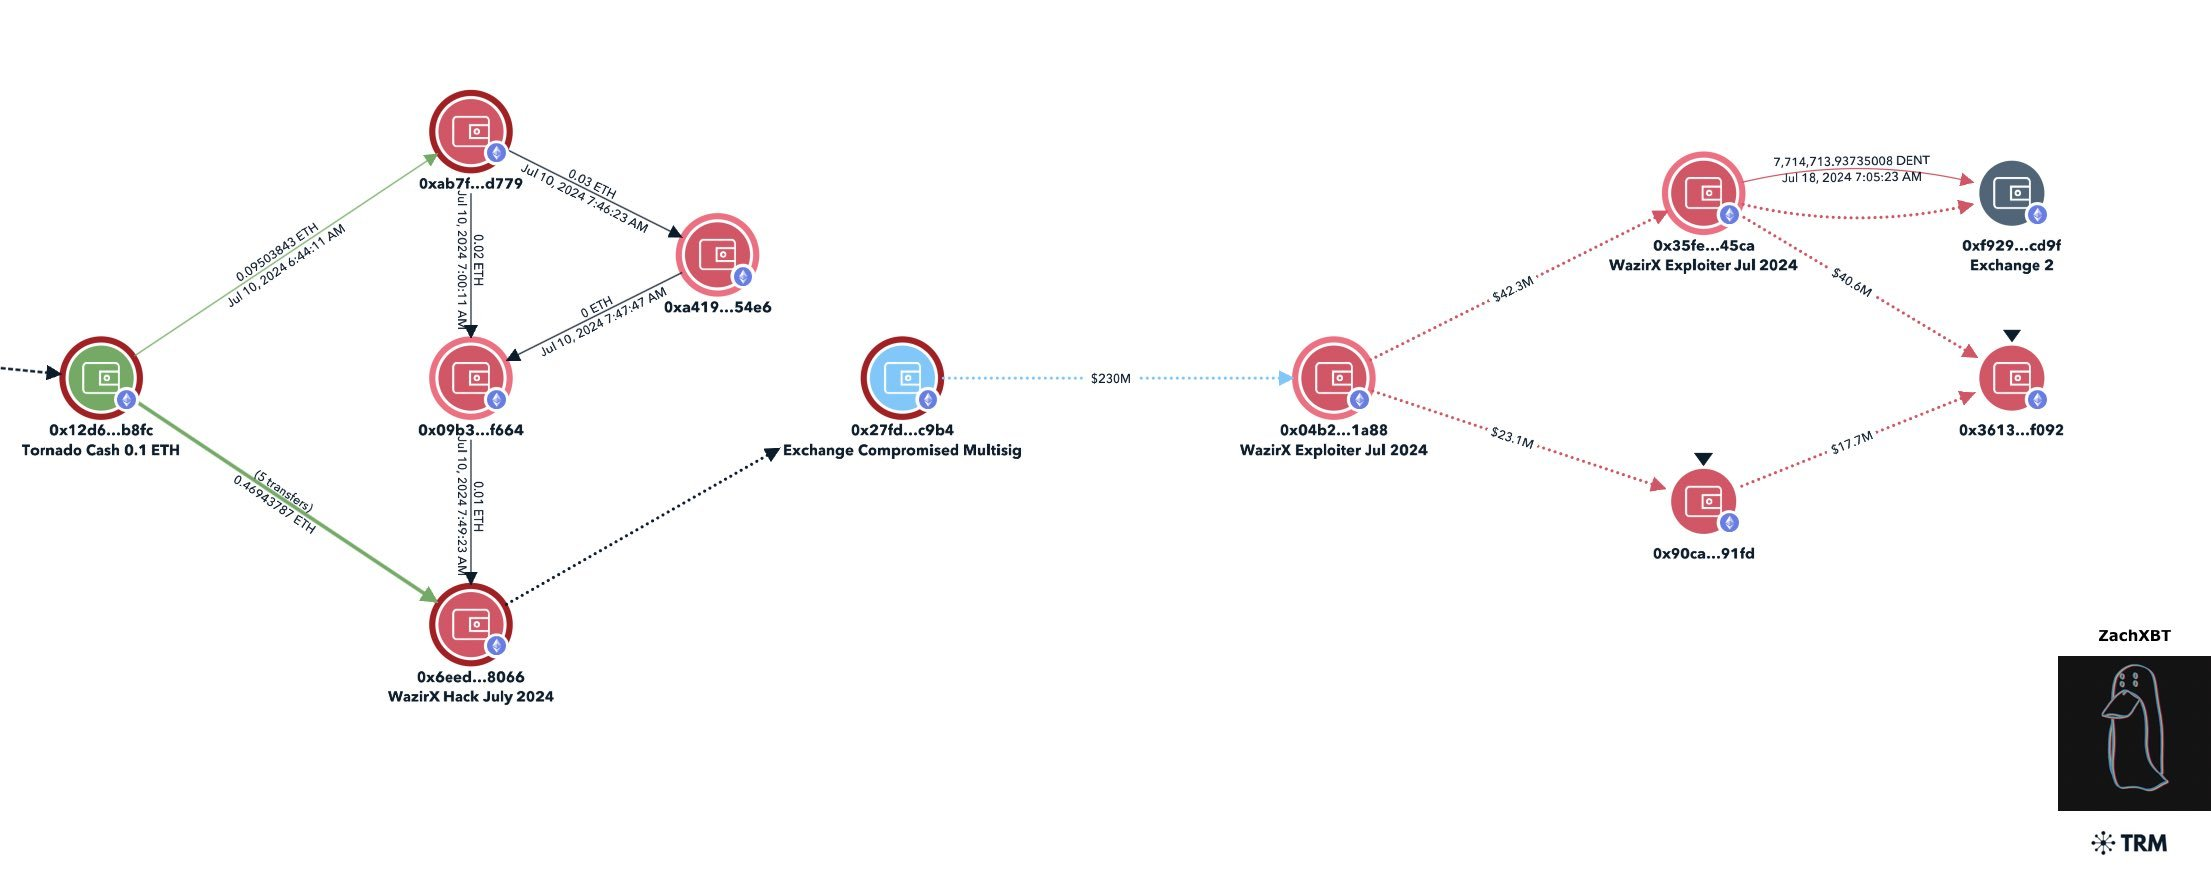 0xab7f...d779
0.09503843 ETH
Jul 10, 2024 6:44:11 AM
0.03 ETH
Jul 10, 2024 7:46:23 AM
0.02 ETH
Jul 10, 2024 7:00:11 AM
0xa419...54e6
0 ETH
Jul 10, 2024 7:47:47 AM
0x12d6...b8fc
Tornado Cash 0.1 ETH
0x09b3...f664
(5 transfers)
0.46943787 ETH
0.01 ETH
Jul 10, 2024 7:49:23 AM
0x6eed...8066
WazirX Hack July 2024
0x27fd...c9b4
Exchange Compromised Multisig
$230M
0x04b2...1a88
WazirX Exploiter Jul 2024
$42.3M
$23.1M
0x35fe...45ca
WazirX Exploiter Jul 2024
7,714,713.93735008 DENT
Jul 18, 2024 7:05:23 AM
0xf929...cd9f
Exchange 2
$40.6M
0x3613...f092
$17.7M
0x90ca...91fd
ZachXBT
TRM